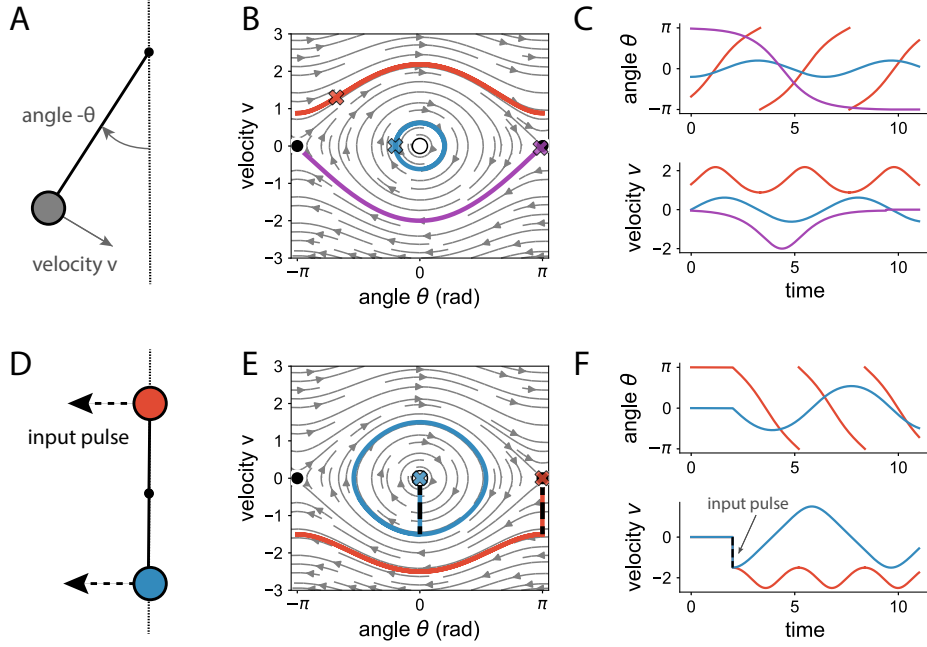 A
angle -θ
velocity v
B
velocity v
3
2
1
0
−1
−2
−3
−π
0
π
angle θ (rad)
C
angle θ
π
0
−π
velocity v
2
0
−2
0
5
10
time
D
input pulse
E
velocity v
3
2
1
0
−1
−2
−3
−π
0
π
angle θ (rad)
F
angle θ
π
0
−π
input pulse
velocity v
0
−2
0
5
10
time